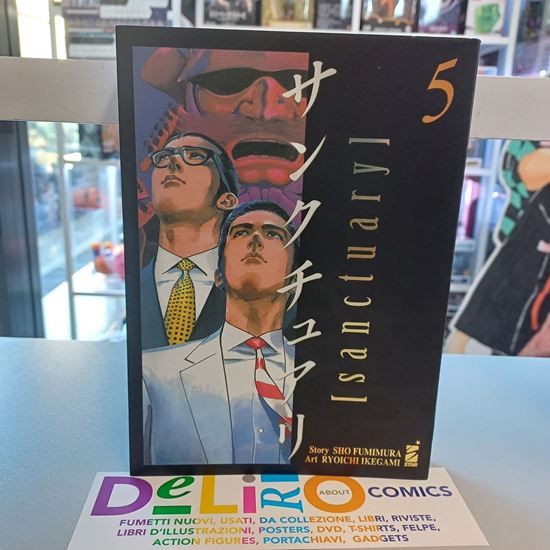 5
サンクチュアリ
[sanctuary]
Story SHO FUMIMURA
Art RYOICHI IKEGAMI
STAR
DeLiRiO ABOUT COMICS
FUMETTI NUOVI, USATI, DA COLLEZIONE, LIBRI, RIVISTE,
LIBRI D'ILLUSTRAZIONI, POSTERS, DVD, T-SHIRTS, FELPE,
ACTION FIGURES, PORTACHIAVI, GADGETS